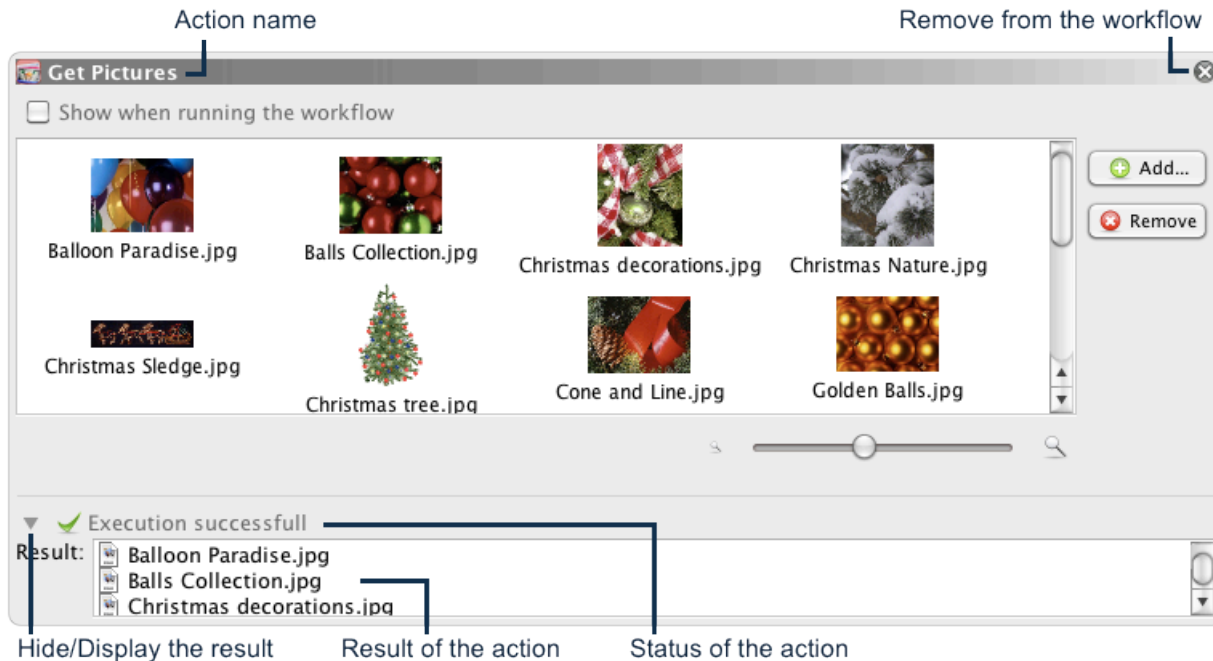 Action name
Remove from the workflow
Get Pictures
Show when running the workflow
Add...
Remove
Balloon Paradise.jpg
Balls Collection.jpg
Christmas decorations.jpg
Christmas Nature.jpg
Christmas Sledge.jpg
Christmas tree.jpg
Cone and Line.jpg
Golden Balls.jpg
Execution successfull
Result:
Balloon Paradise.jpg
Balls Collection.jpg
Christmas decorations.jpg
Hide/Display the result
Result of the action
Status of the action